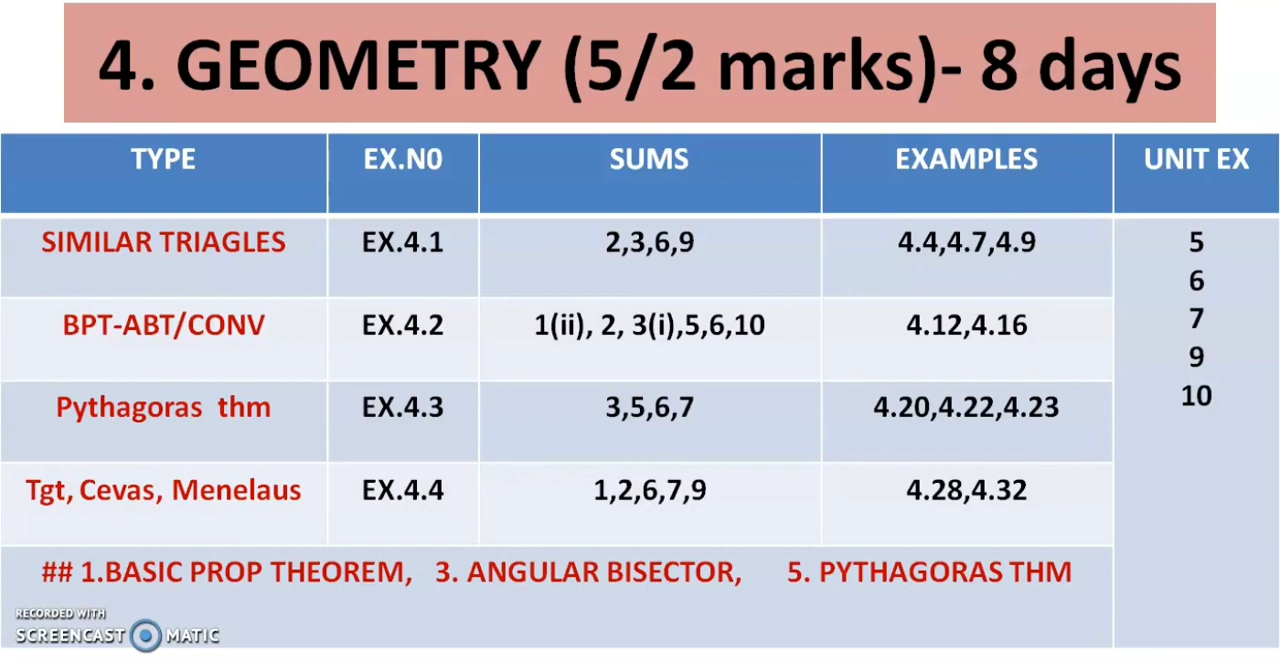 4. GEOMETRY (5/2 marks)- 8 days
TYPE EX.N0 SUMS EXAMPLES UNIT EX
SIMILAR TRIAGLES EX.4.1 2,3,6,9 4.4,4.7,4.9 5
6
BPT-ABT/CONV EX.4.2 1(ii), 2, 3(i),5,6,10 4.12,4.16 7
9
Pythagoras thm EX.4.3 3,5,6,7 4.20,4.22,4.23 10
Tgt, Cevas, Menelaus EX.4.4 1,2,6,7,9 4.28,4.32
## 1.BASIC PROP THEOREM, 3. ANGULAR BISECTOR, 5. PYTHAGORAS THM
RECORDED WITH
SCREENCAST MATIC